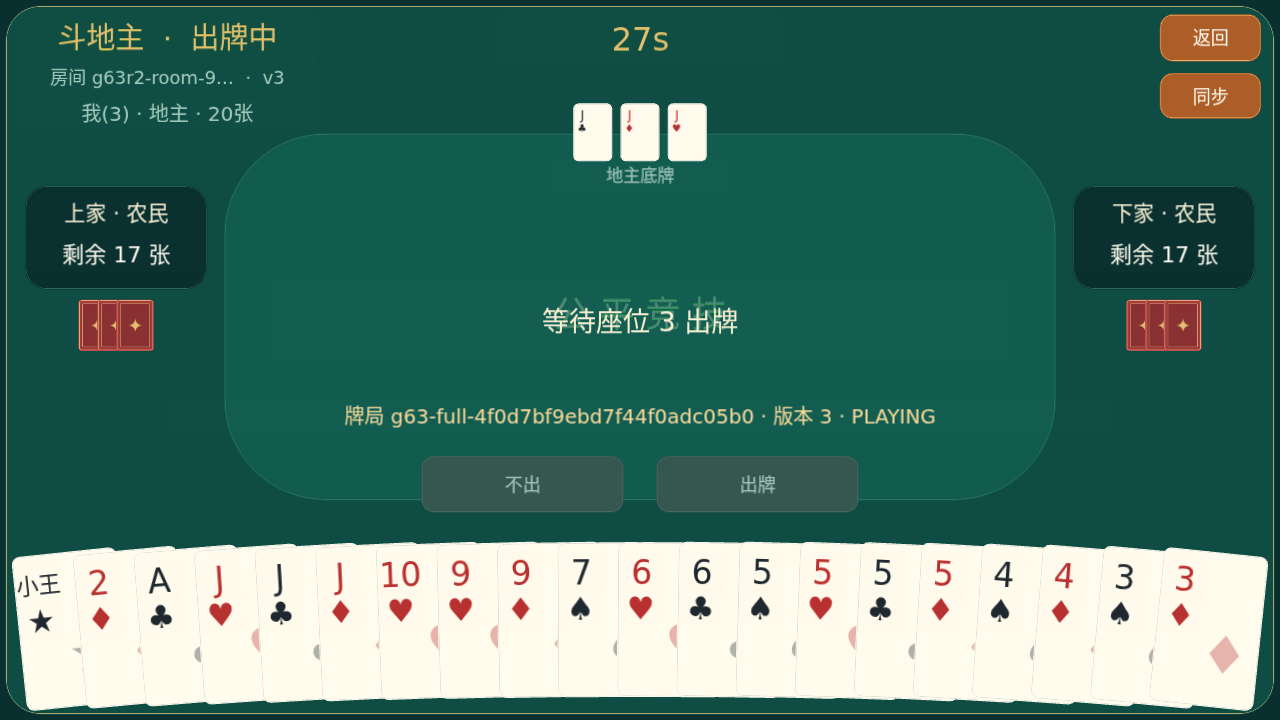 斗地主 · 出牌中
27s
返回
房间 g63r2-room-9... · v3
同步
我(3) · 地主 · 20张
J J J
地主底牌
上家 · 农民
剩余 17 张
下家 · 农民
剩余 17 张
公平竞技
等待座位 3 出牌
牌局 g63-full-4f0d7bf9ebd7f44f0adc05b0 · 版本 3 · PLAYING
不出
出牌
小王 2 A J J J 10 9 9 7 6 6 5 5 5 5 4 4 3 3